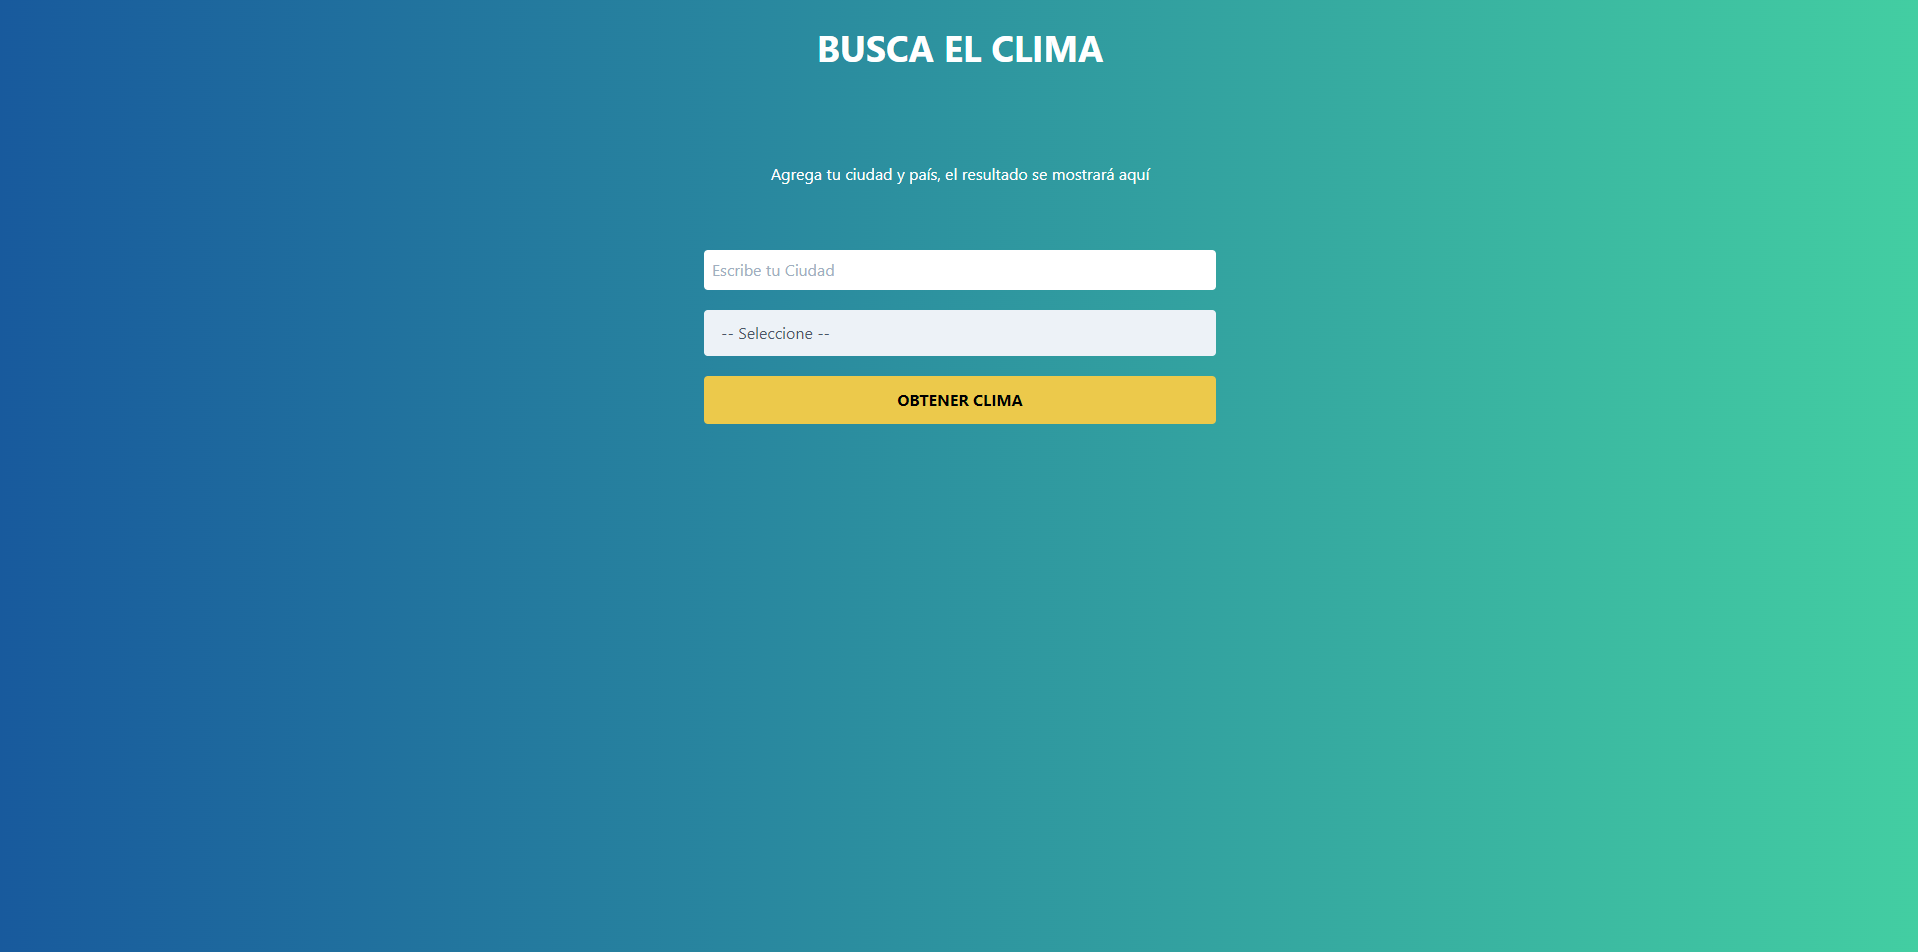 BUSCA EL CLIMA
Agrega tu ciudad y país, el resultado se mostrará aquí
Escribe tu Ciudad
-- Seleccione --
OBTENER CLIMA